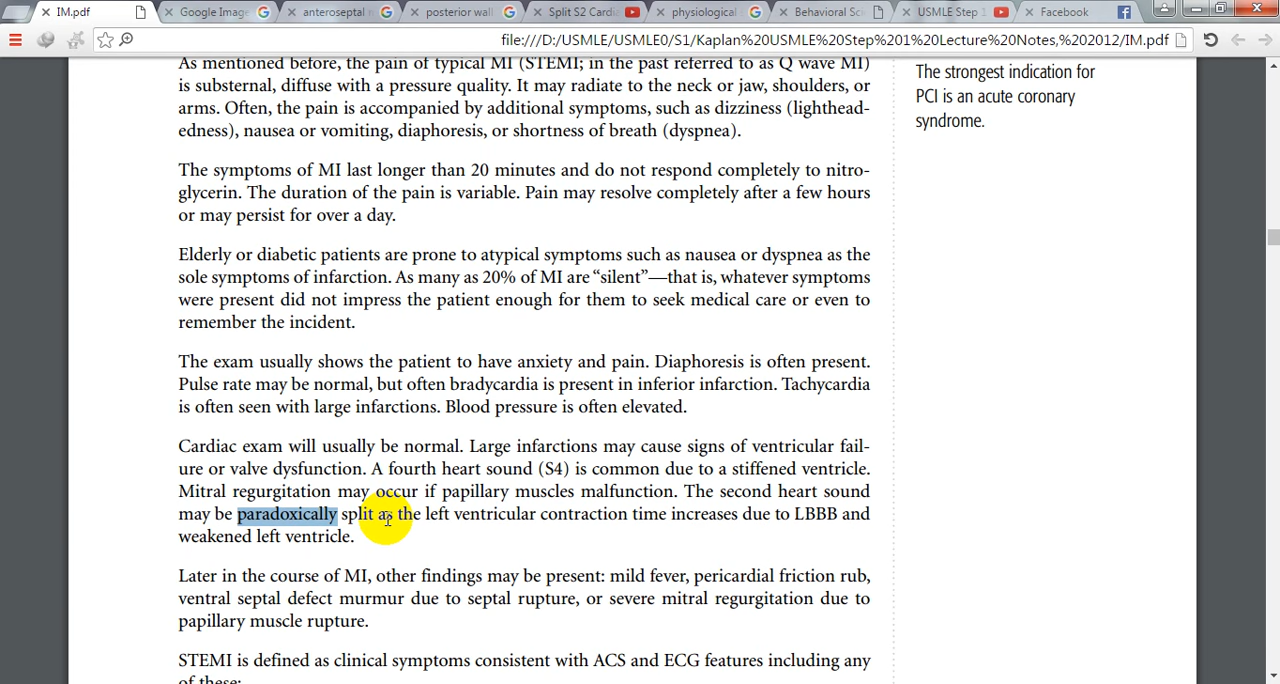 IM.pdf
Google Image
anteroseptal
posterior wall
Split S2 Cardi
physiological
Behavioral Sci
USMLE Step 1
Facebook
file:///D:/USMLE/USMLE0/S1/Kaplan%20USMLE%20Step%201%20Lecture%20Notes,%202012/IM.pdf
As mentioned before, the pain of typical MI (STEMI; in the past referred to as Q wave MI)
is substernal, diffuse with a pressure quality. It may radiate to the neck or jaw, shoulders, or
arms. Often, the pain is accompanied by additional symptoms, such as dizziness (lighthead-
edness), nausea or vomiting, diaphoresis, or shortness of breath (dyspnea).
The symptoms of MI last longer than 20 minutes and do not respond completely to nitro-
glycerin. The duration of the pain is variable. Pain may resolve completely after a few hours
or may persist for over a day.
Elderly or diabetic patients are prone to atypical symptoms such as nausea or dyspnea as the
sole symptoms of infarction. As many as 20% of MI are “silent”—that is, whatever symptoms
were present did not impress the patient enough for them to seek medical care or even to
remember the incident.
The exam usually shows the patient to have anxiety and pain. Diaphoresis is often present.
Pulse rate may be normal, but often bradycardia is present in inferior infarction. Tachycardia
is often seen with large infarctions. Blood pressure is often elevated.
Cardiac exam will usually be normal. Large infarctions may cause signs of ventricular fail-
ure or valve dysfunction. A fourth heart sound (S4) is common due to a stiffened ventricle.
Mitral regurgitation may occur if papillary muscles malfunction. The second heart sound
may be paradoxically split as the left ventricular contraction time increases due to LBBB and
weakened left ventricle.
Later in the course of MI, other findings may be present: mild fever, pericardial friction rub,
ventral septal defect murmur due to septal rupture, or severe mitral regurgitation due to
papillary muscle rupture.
STEMI is defined as clinical symptoms consistent with ACS and ECG features including any
of these:
The strongest indication for
PCI is an acute coronary
syndrome.